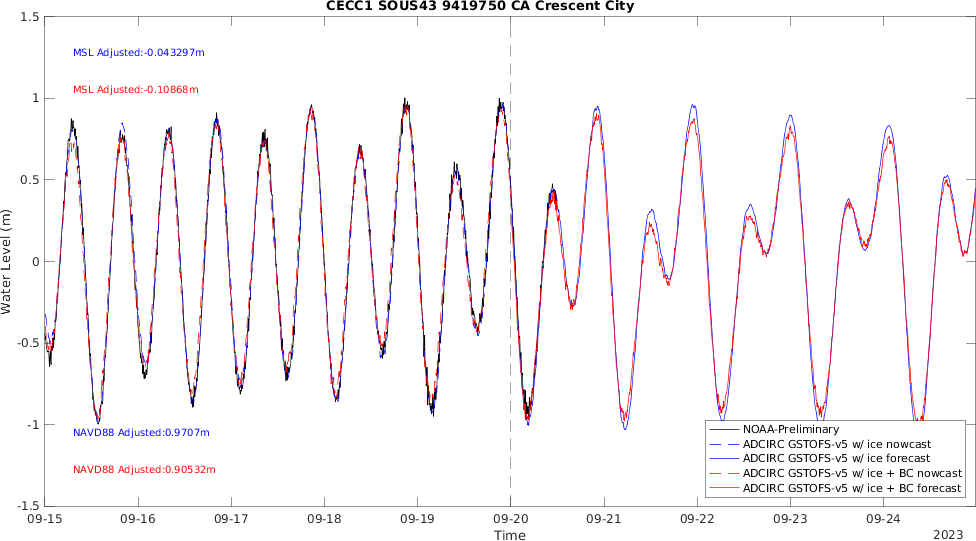 CECC1 SOUS43 9419750 CA Crescent City
1.5
1
0.5
0
-0.5
-1
-1.5
Water Level (m)
MSL Adjusted:-0.043297m
MSL Adjusted:-0.10868m
NAVD88 Adjusted:0.9707m
NAVD88 Adjusted:0.90532m
NOAA-Preliminary
ADCIRC GSTOFS-v5 w/ ice nowcast
ADCIRC GSTOFS-v5 w/ ice forecast
ADCIRC GSTOFS-v5 w/ ice + BC nowcast
ADCIRC GSTOFS-v5 w/ ice + BC forecast
09-15 09-16 09-17 09-18 09-19 09-20 09-21 09-22 09-23 09-24
Time
2023